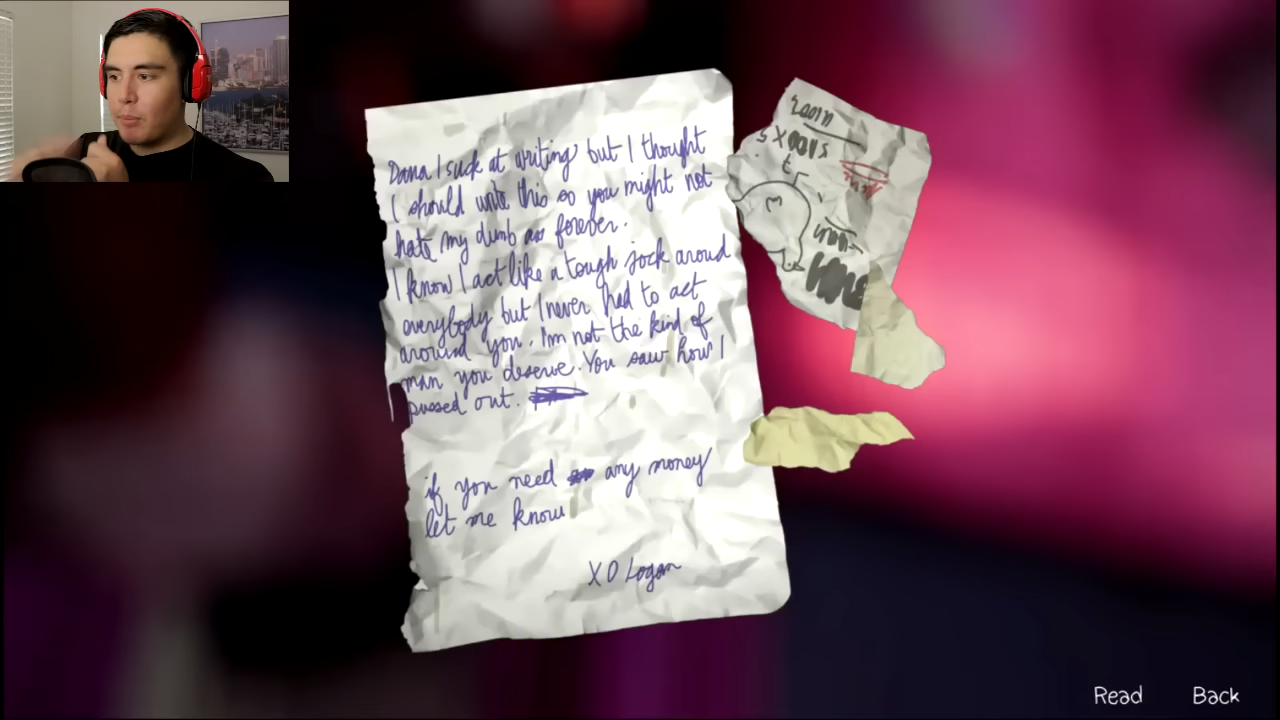 Dana I suck at writing but I thought
I should write this so you might not
hate my dumb ass forever.
I know I act like a tough jock aroud
everybody but I never had to act
around you. I'm not the kind of
man you deserve. You saw how I
pussed out.
if you need any money
let me know
XO Logan
Read
Back